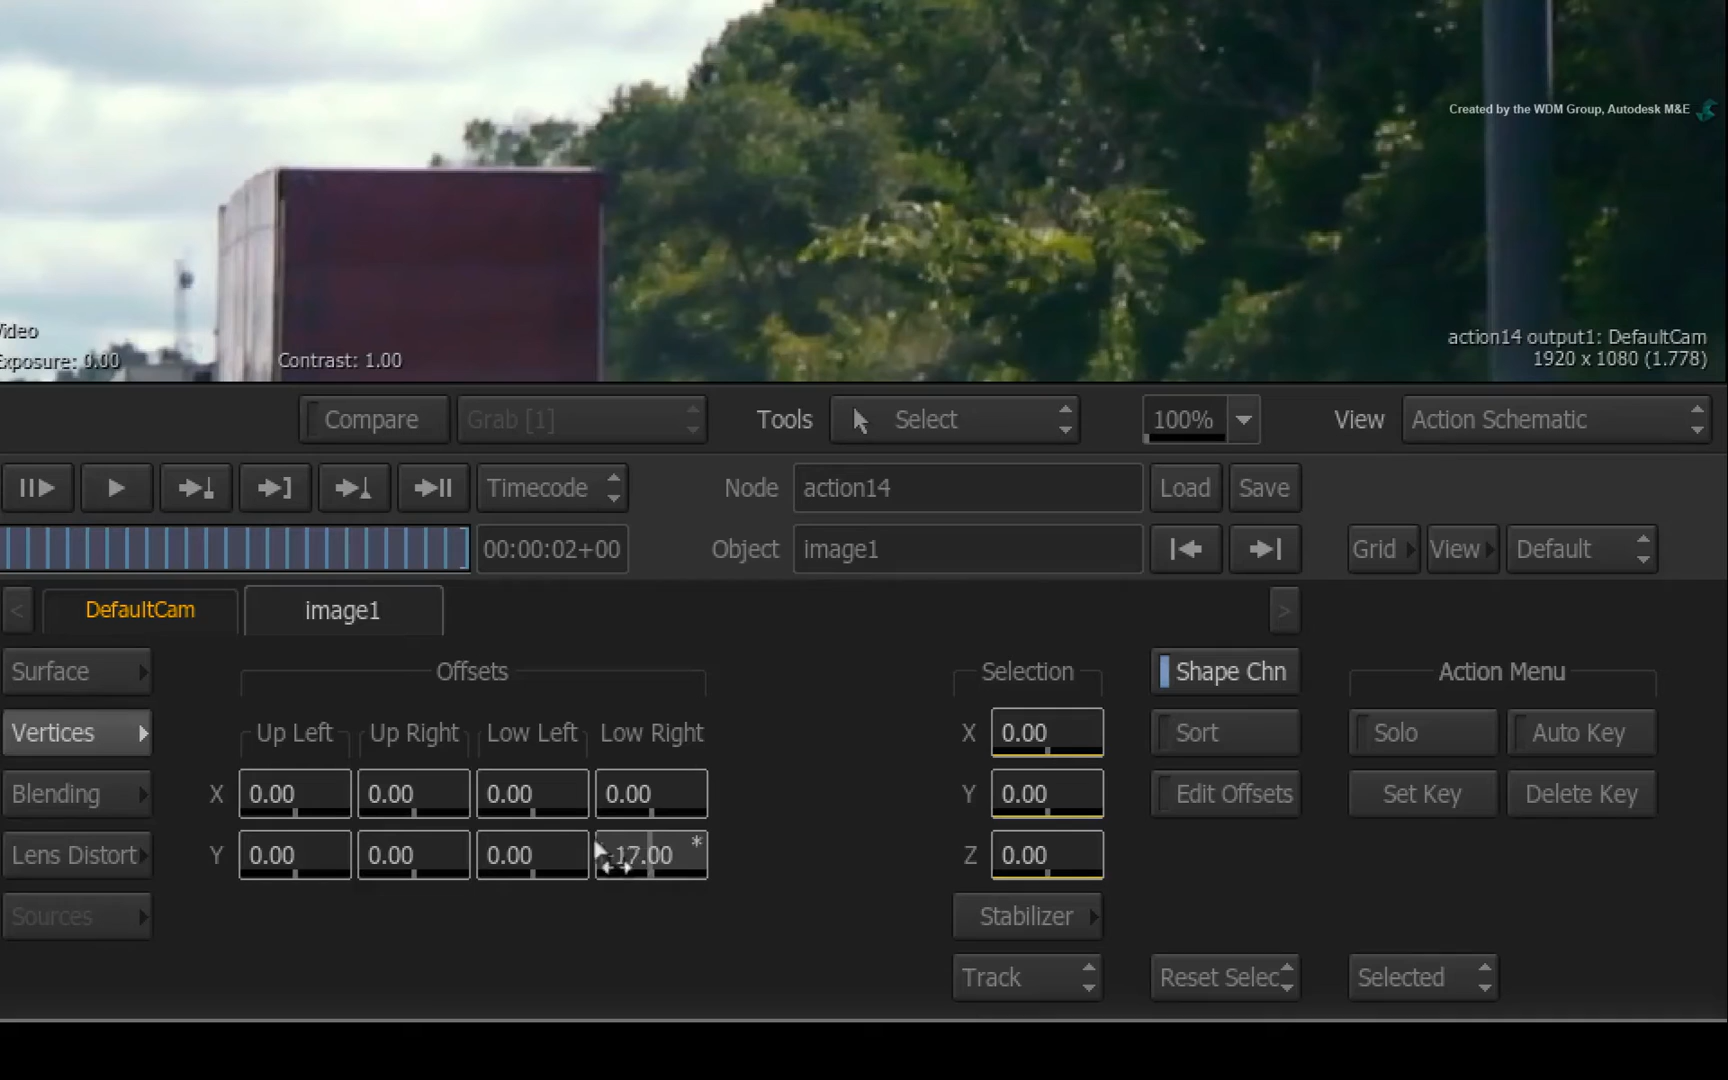 Created by the WDM Group, Autodesk M&E
Video
Exposure: 0.00
Contrast: 1.00
action14 output1: DefaultCam
1920 x 1080 (1.778)
Compare
Grab [1]
Tools
Select
100%
View
Action Schematic
Timecode
Node
action14
Load
Save
00:00:02+00
Object
image1
Grid
View
Default
<
DefaultCam
image1
>
Surface
Offsets
Selection
Shape Chn
Action Menu
Vertices
Up Left
Up Right
Low Left
Low Right
X
0.00
Sort
Solo
Auto Key
Blending
X
0.00
0.00
0.00
0.00
Y
0.00
Edit Offsets
Set Key
Delete Key
Lens Distort
Y
0.00
0.00
0.00
-17.00 *
Z
0.00
Sources
Stabilizer
Track
Reset Selec
Selected